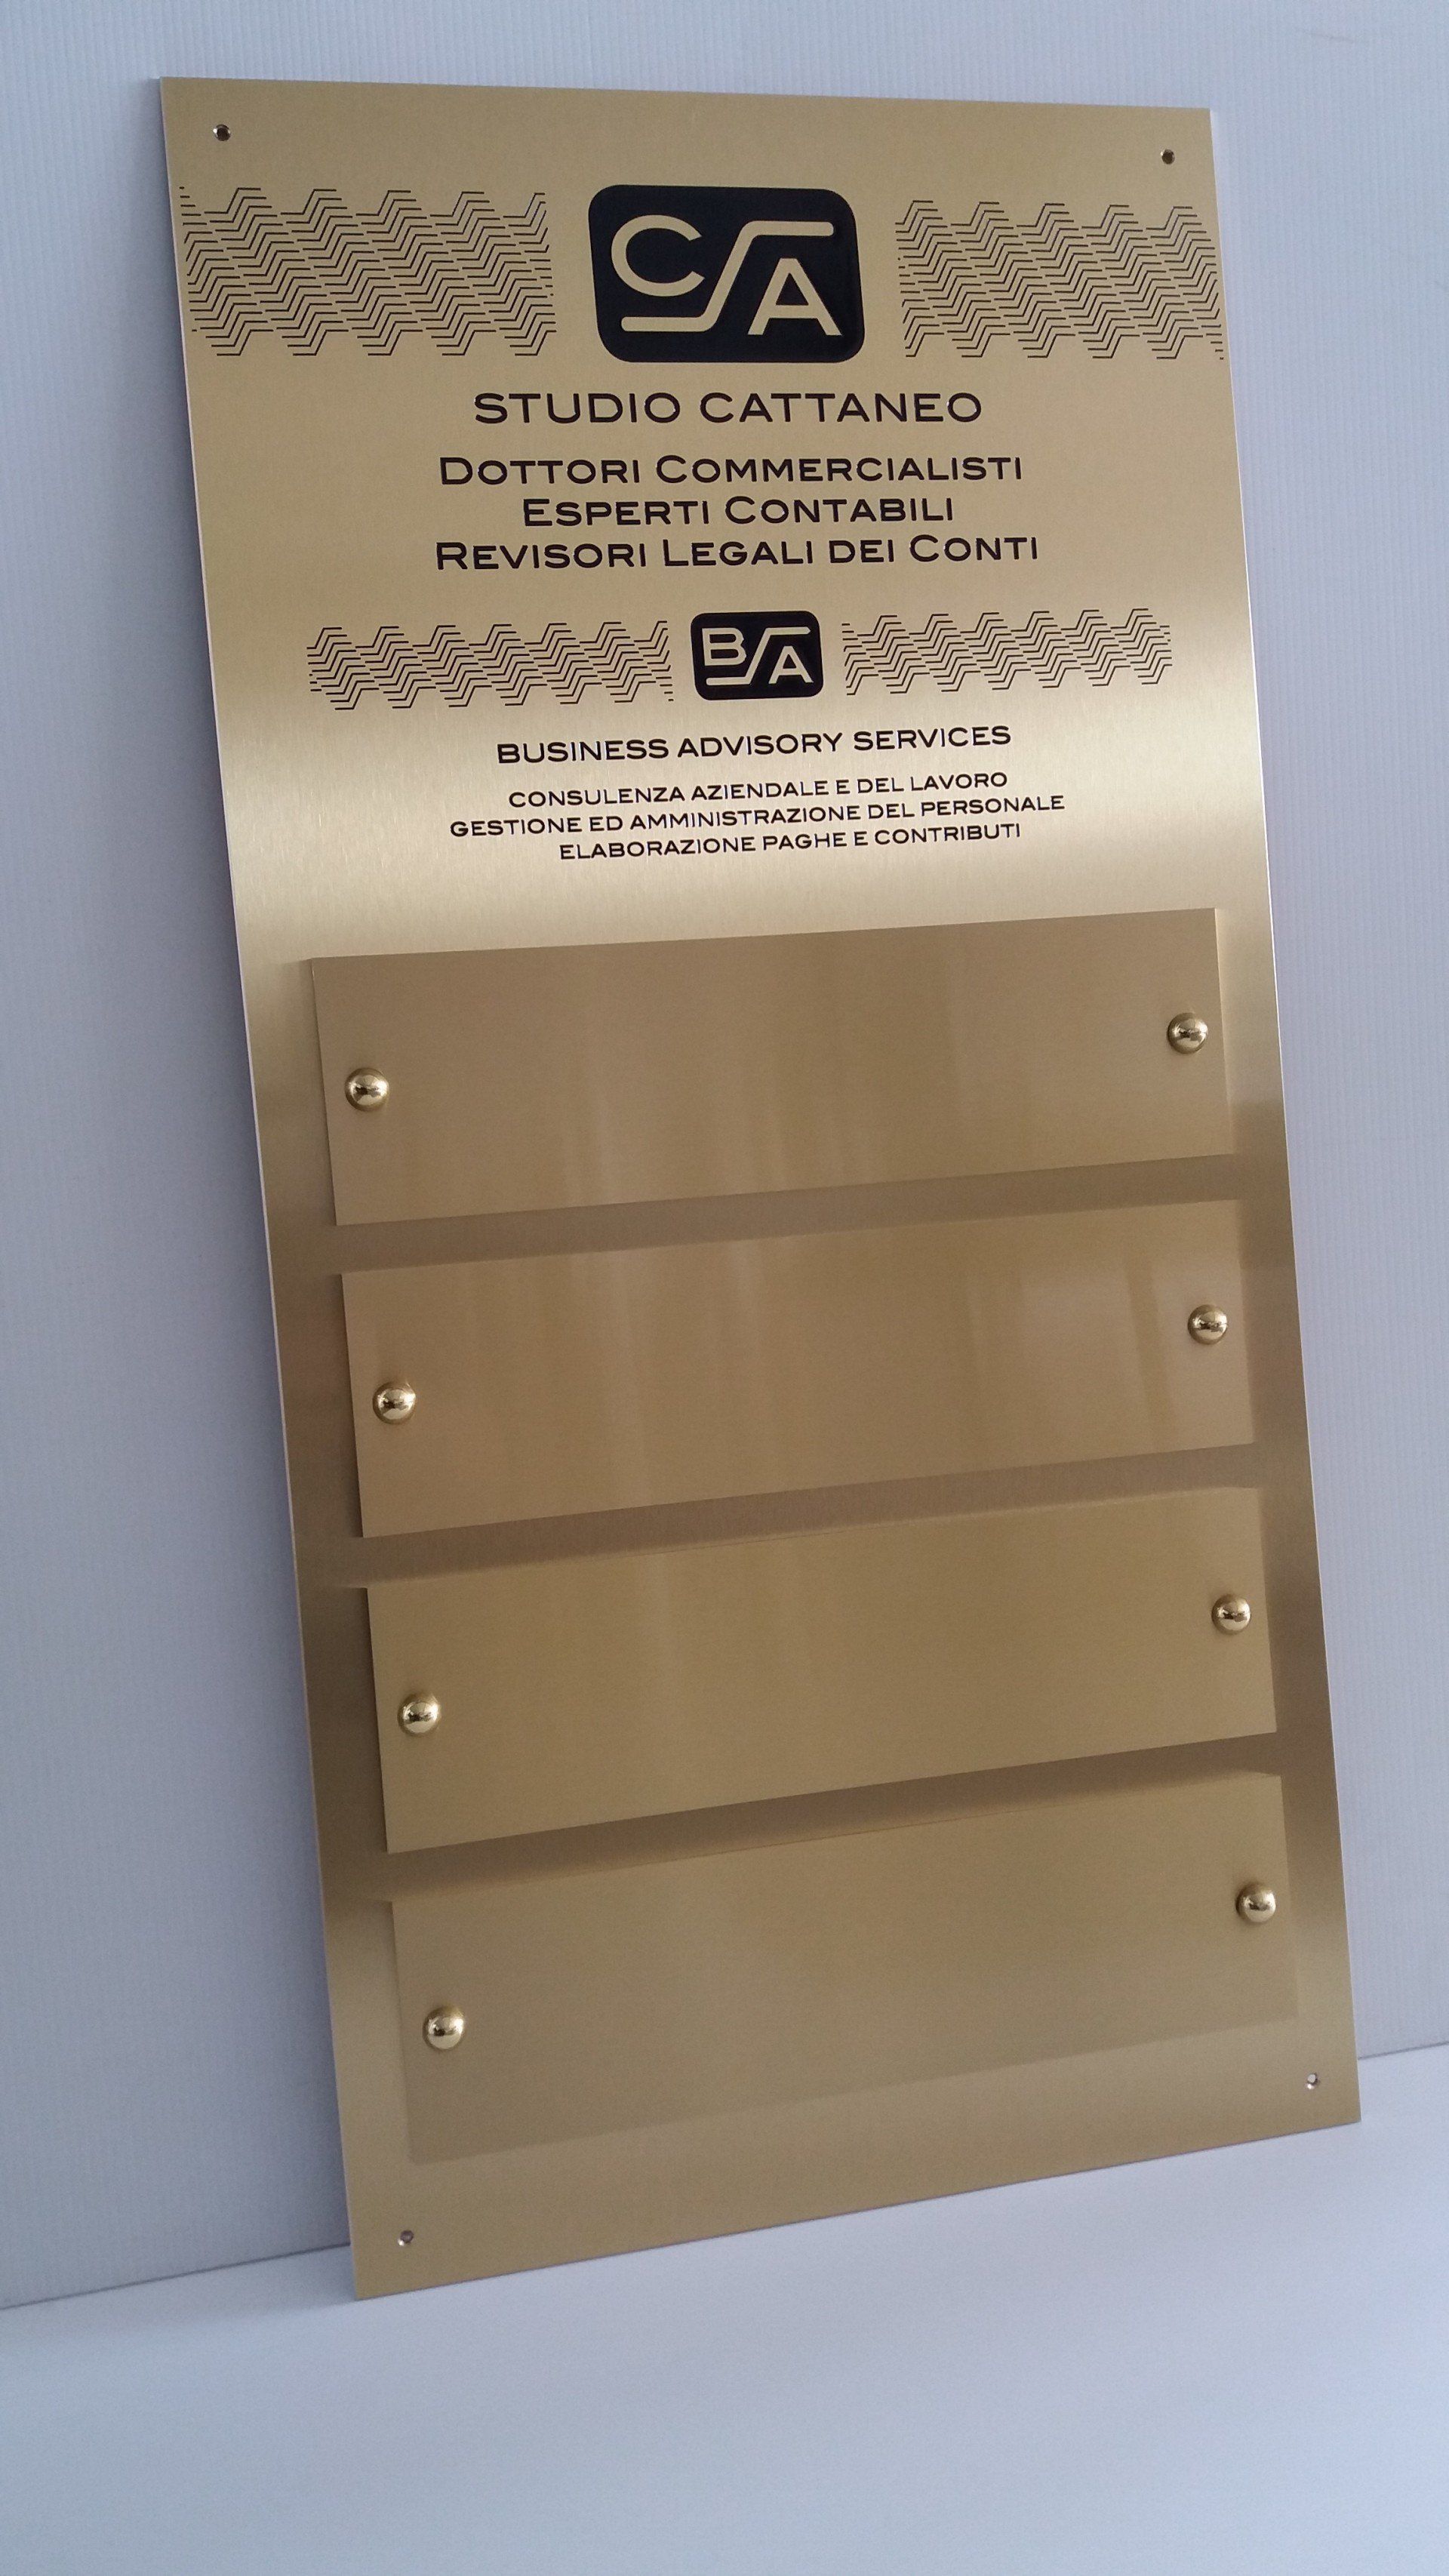 CSA
STUDIO CATTANEO
DOTTORI COMMERCIALISTI
ESPERTI CONTABILI
REVISORI LEGALI DEI CONTI
BSA
BUSINESS ADVISORY SERVICES
CONSULENZA AZIENDALE E DEL LAVORO
GESTIONE ED AMMINISTRAZIONE DEL PERSONALE
ELABORAZIONE PAGHE E CONTRIBUTI